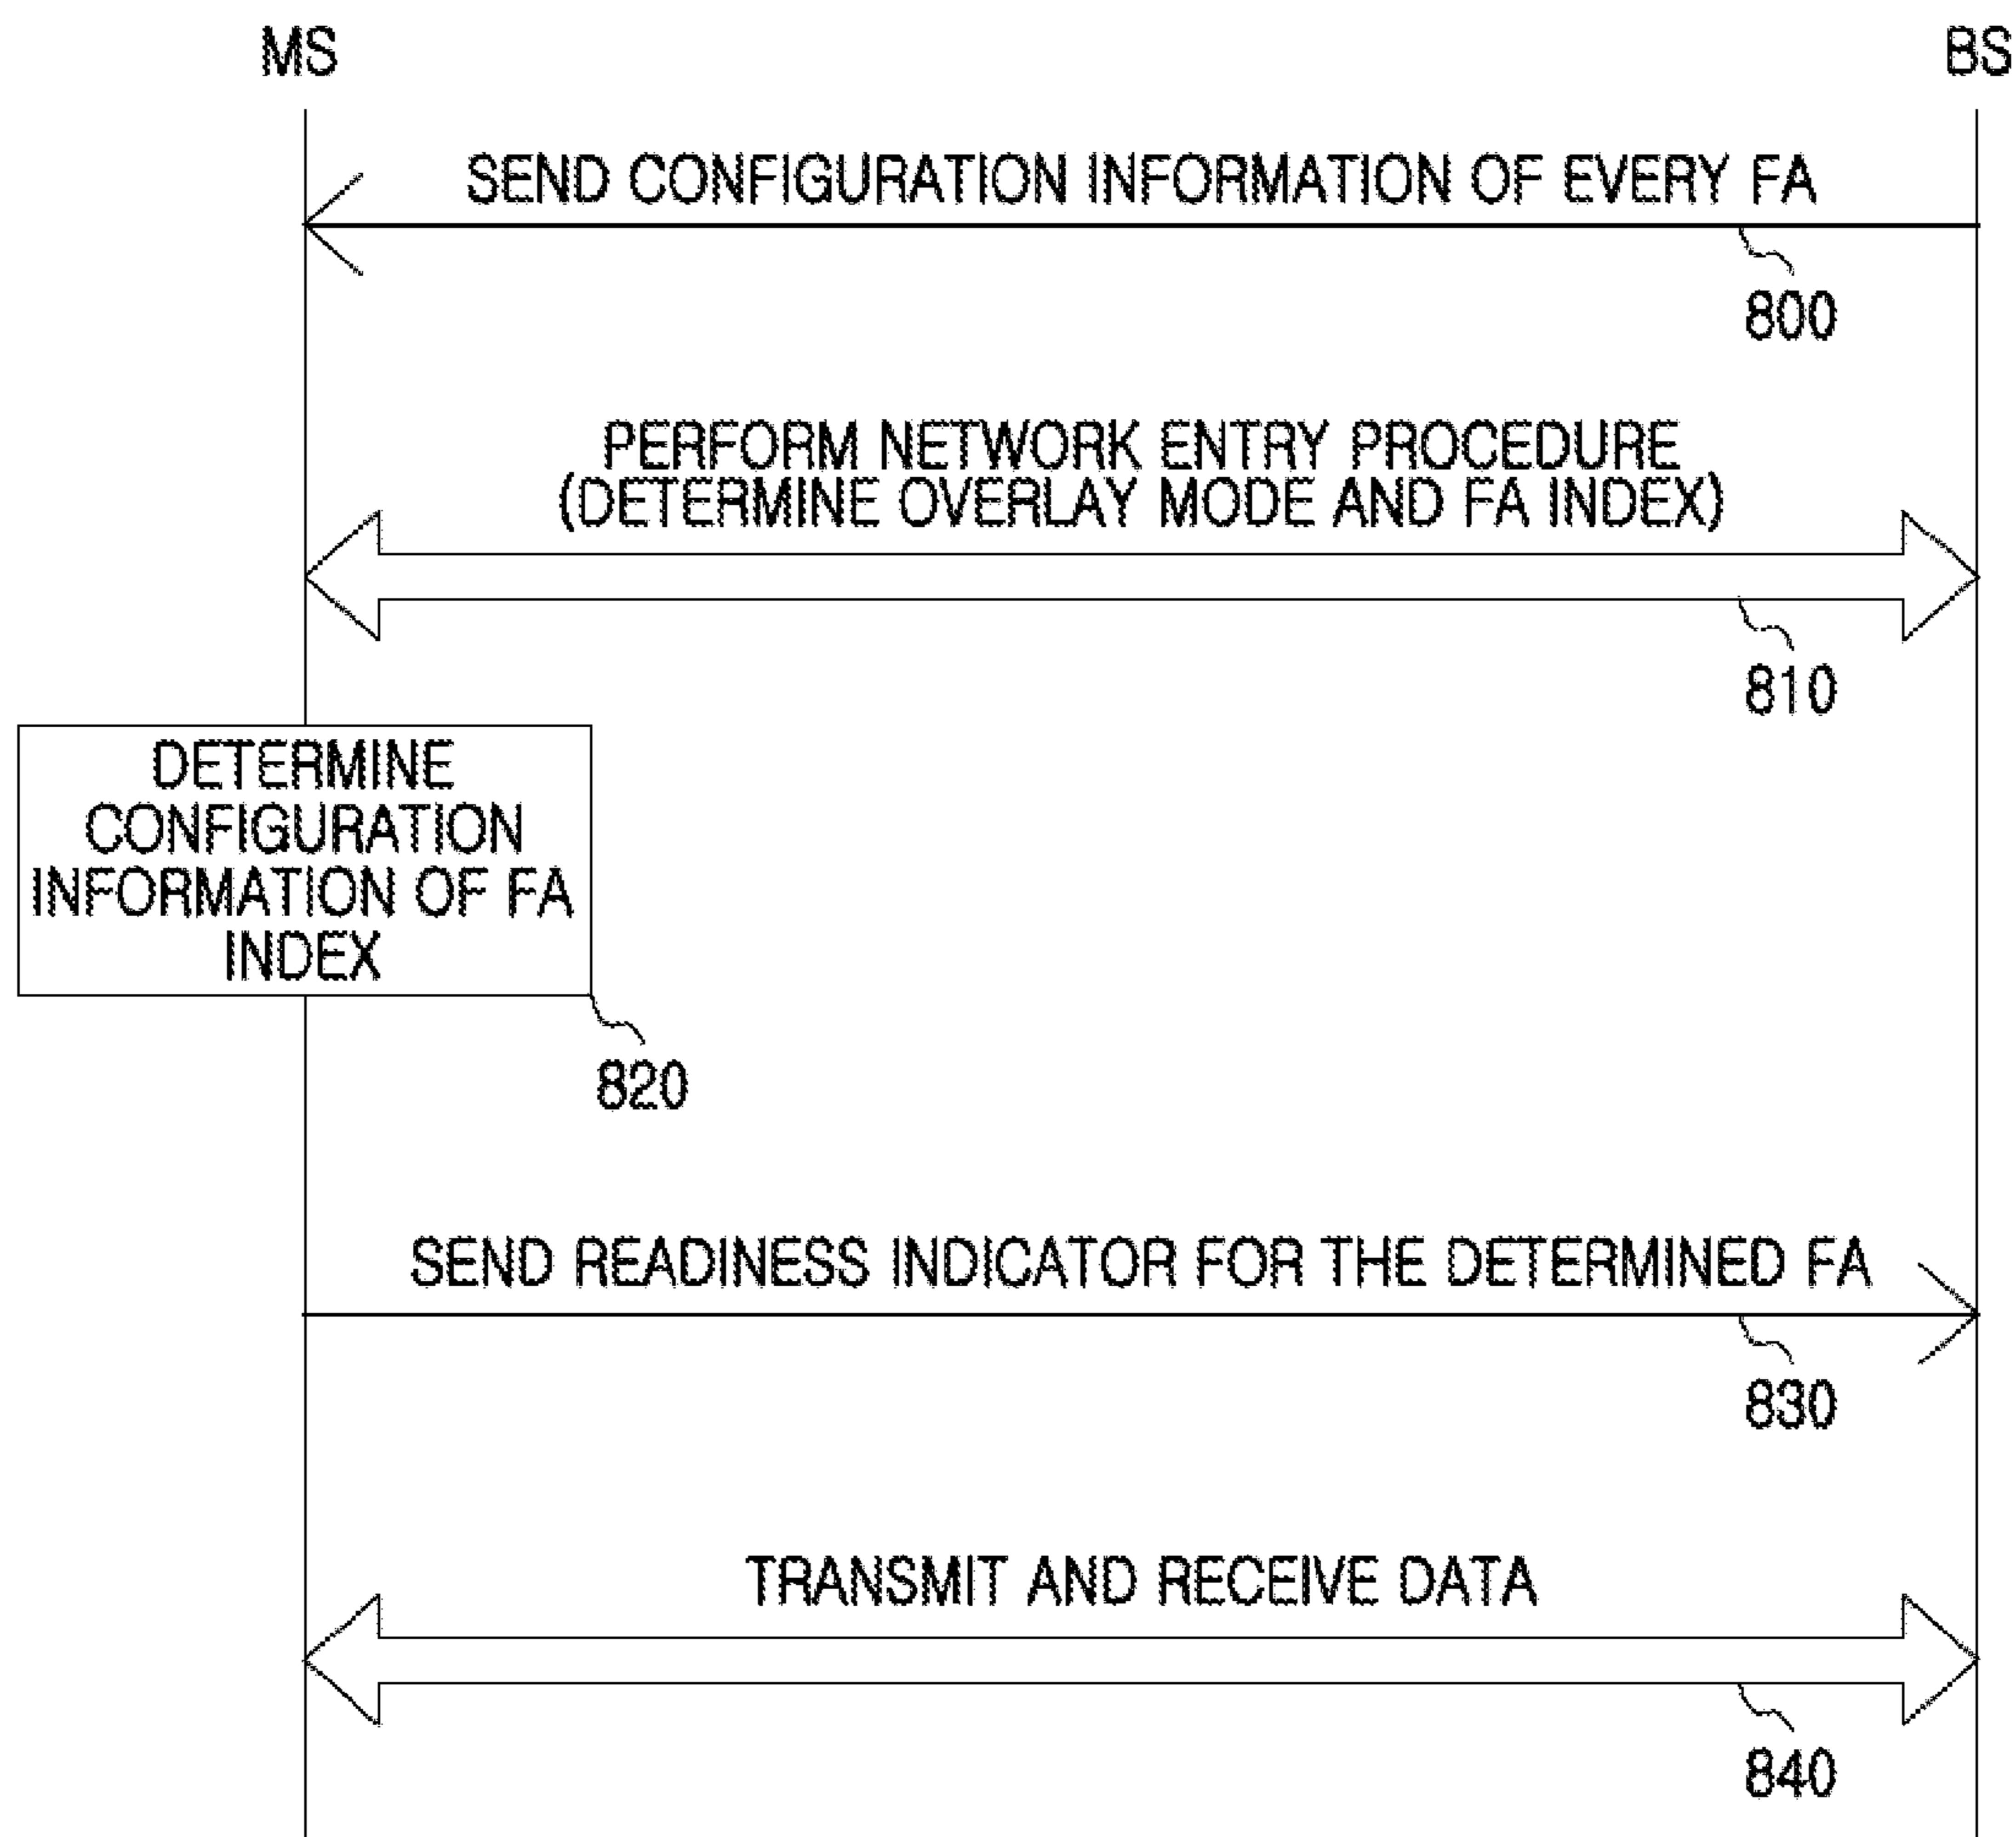 MS
BS
SEND CONFIGURATION INFORMATION OF EVERY FA
800
PERFORM NETWORK ENTRY PROCEDURE
(DETERMINE OVERLAY MODE AND FA INDEX)
810
DETERMINE
CONFIGURATION
INFORMATION OF FA
INDEX
820
SEND READINESS INDICATOR FOR THE DETERMINED FA
830
TRANSMIT AND RECEIVE DATA
840